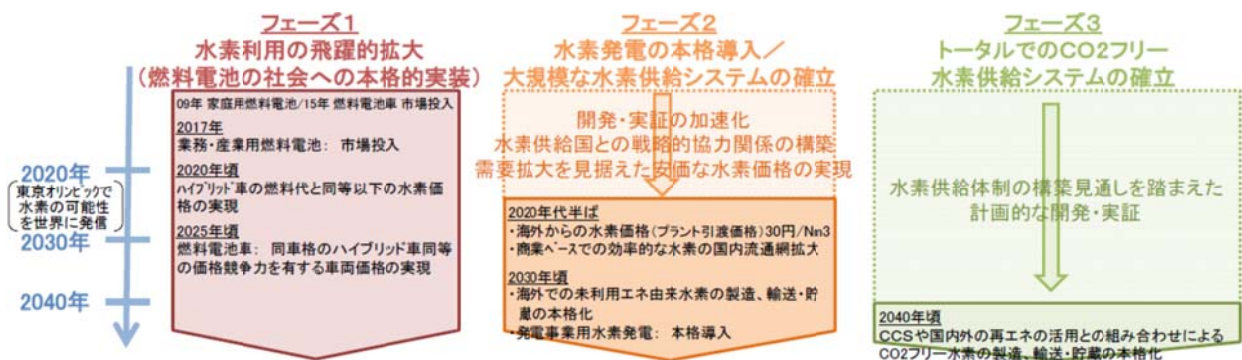 フェーズ1
水素利用の飛躍的拡大
(燃料電池の社会への本格的実装)
09年 家庭用燃料電池/15年 燃料電池車 市場投入
2017年
業務・産業用燃料電池: 市場投入
2020年頃
ハイブリッド車の燃料代と同等以下の水素価
格の実現
2025年頃
燃料電池車: 同車格のハイブリッド車同等
の価格競争力を有する車両価格の実現
フェーズ2
水素発電の本格導入/
大規模な水素供給システムの確立
開発・実証の加速化
水素供給国との戦略的協力関係の構築
需要拡大を見据えた安価な水素価格の実現
2020年代半ば
・海外からの水素価格(プラント引渡価格)30円/Nm3
・商業ベースでの効率的な水素の国内流通網拡大
2030年頃
・海外での未利用エネ由来水素の製造、輸送・貯
蔵の本格化
・発電事業用水素発電: 本格導入
フェーズ3
トータルでのCO2フリー
水素供給システムの確立
水素供給体制の構築見通しを踏まえた
計画的な開発・実証
2040年頃
CCSや国内外の再エネの活用との組み合わせによる
CO2フリー水素の製造、輸送・貯蔵の本格化
2020年
東京オリンピックで
水素の可能性
を世界に発信
2030年
2040年